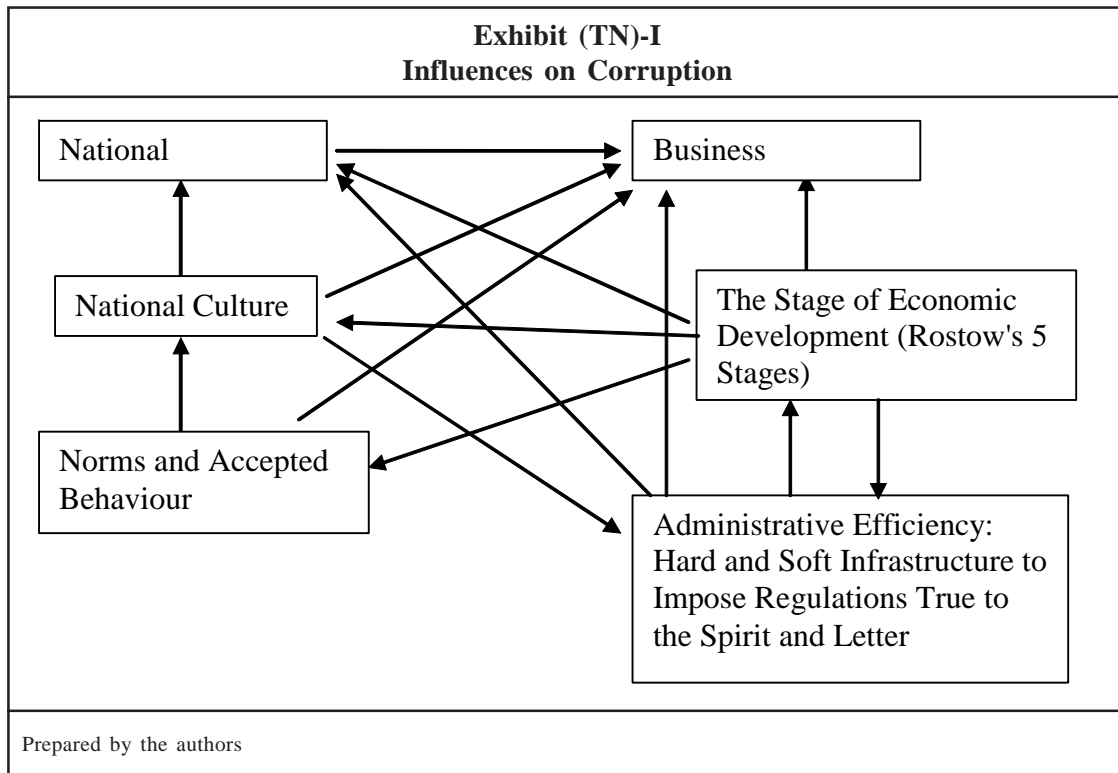 Exhibit (TN)-I
Influences on Corruption
National
Business
National Culture
The Stage of Economic
Development (Rostow's 5
Stages)
Norms and Accepted
Behaviour
Administrative Efficiency:
Hard and Soft Infrastructure to
Impose Regulations True to
the Spirit and Letter
Prepared by the authors